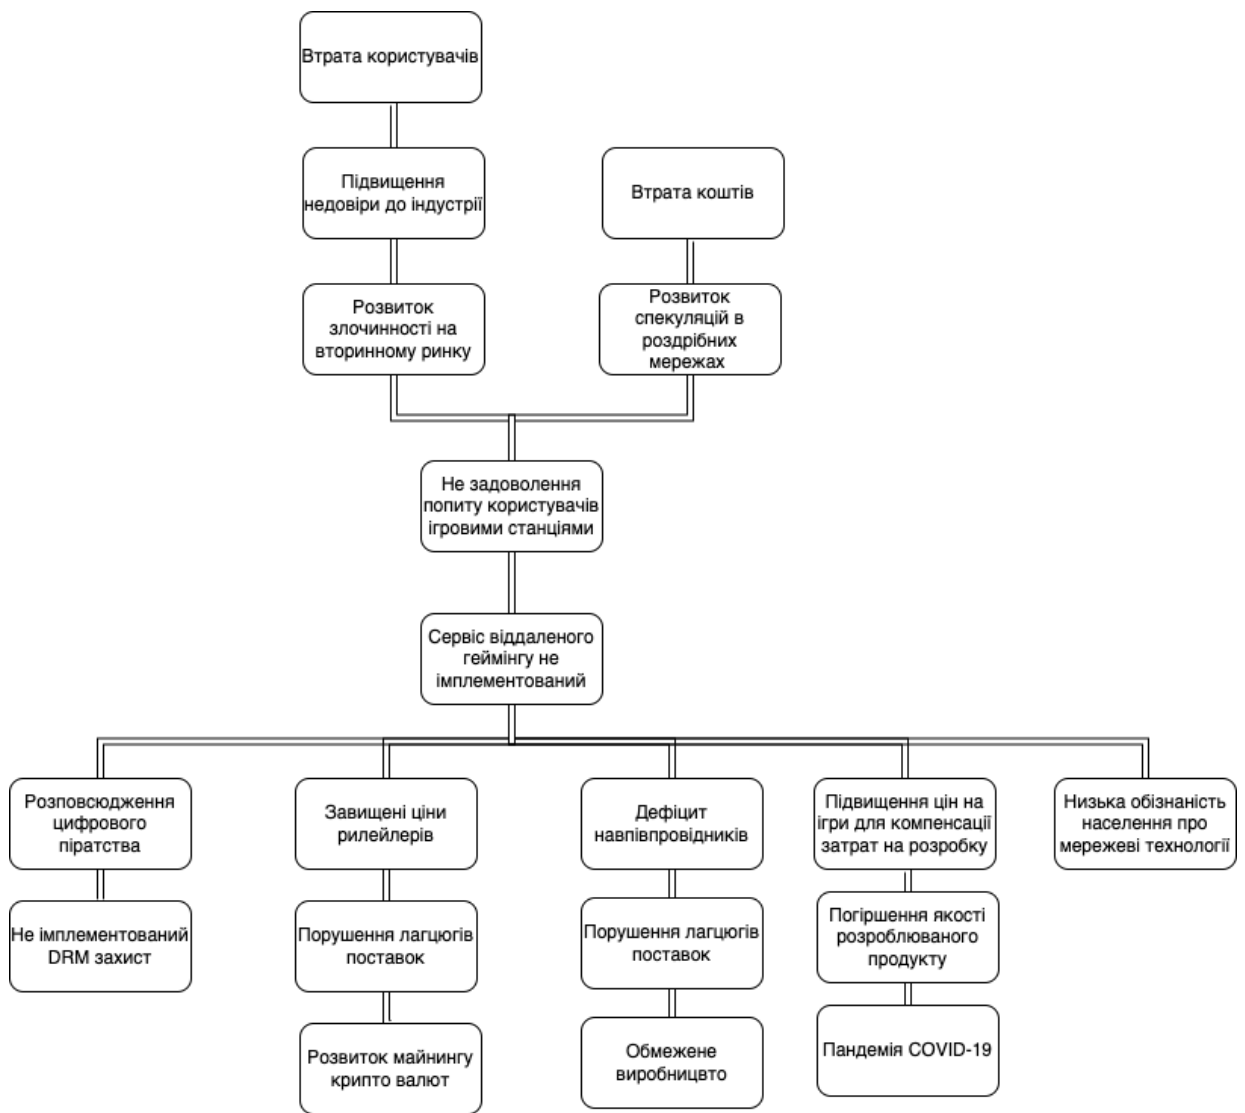 Втрата користувачів
Підвищення
недовіри до індустрії
Втрата коштів
Розвиток
злочинності на
вторинному ринку
Розвиток
спекуляцій в
роздрібних
мережах
Не задоволення
попиту користувачів
ігровими станціями
Сервіс віддаленого
геймінгу не
імплементований
Розповсюдження
цифрового
піратства
Завищені ціни
рилейлерів
Дефіцит
навпівпровідників
Підвищення цін на
ігри для компенсації
затрат на розробку
Низька обізнаність
населення про
мережеві технології
Не імплементований
DRM захист
Порушення лагцюгів
поставок
Порушення лагцюгів
поставок
Погіршення якості
розроблюваного
продукту
Розвиток майнингу
крипто валют
Обмежене
виробницвто
Пандемія COVID-19